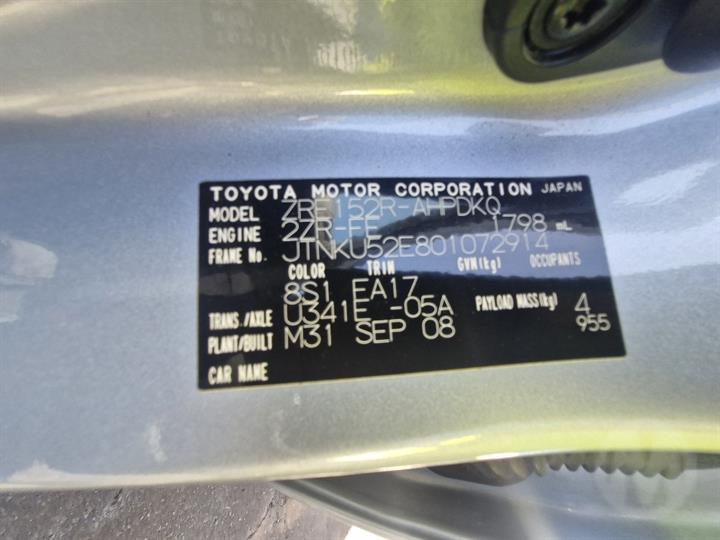 TOYOTA MOTOR CORPORATION JAPAN
MODEL ZRE152R-AHPDKQ
ENGINE 2ZR-FE 1798 mL
FRAME No. JTNKU52E801072914
COLOR TRIM GVM(kg) OCCUPANTS
8S1 EA17
TRANS./AXLE U341E -05A PAYLOAD MASS(kg) 4
PLANT/BUILT M31 SEP 08 955
CAR NAME